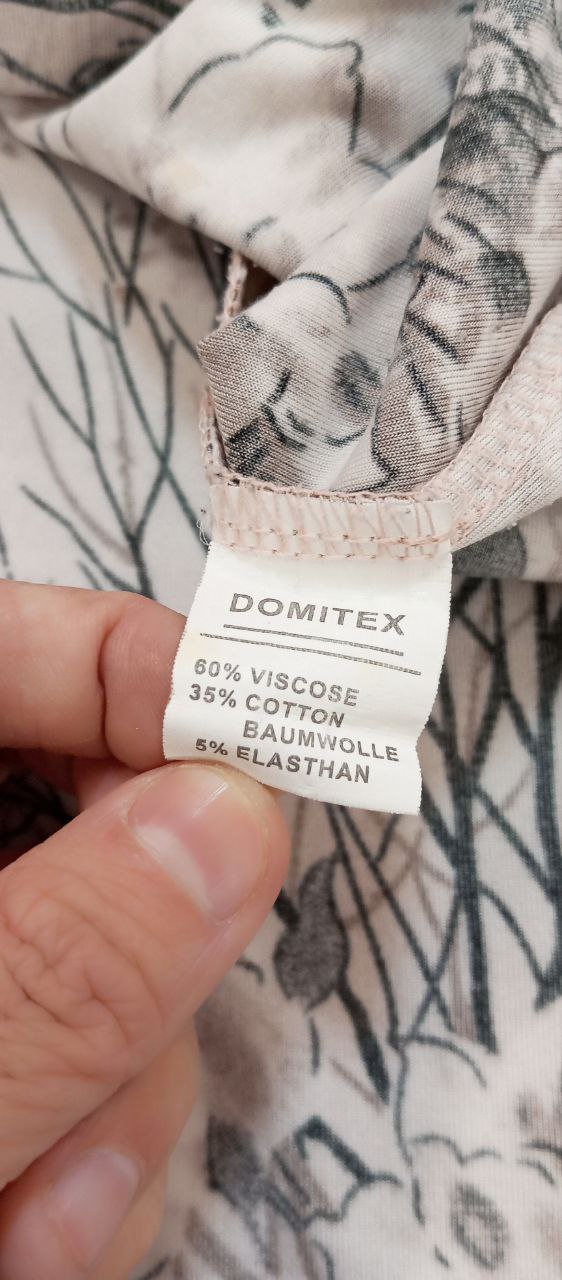 DOMITEX
60% VISCOSE
35% COTTON
BAUMWOLLE
5% ELASTHAN